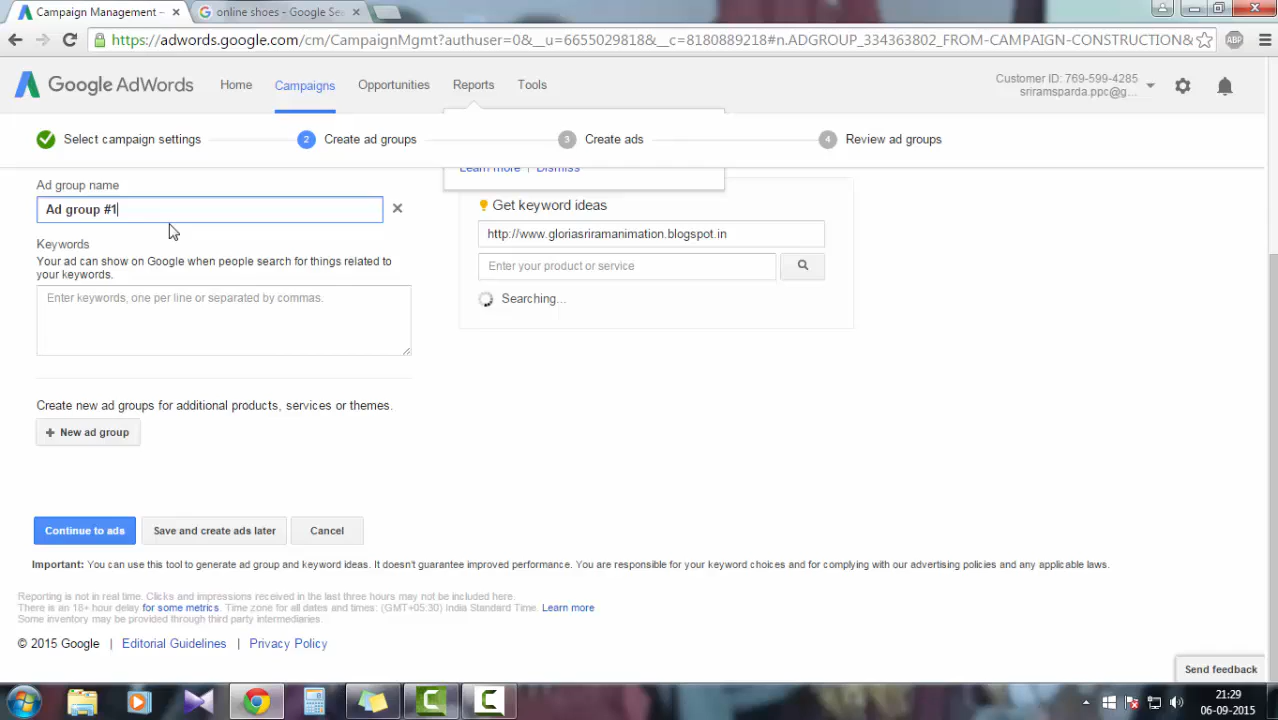 Campaign Management –
online shoes - Google Sea
https://adwords.google.com/cm/CampaignMgmt?authuser=0&__u=6655029818&__c=8180889218#n.ADGROUP_334363802_FROM-CAMPAIGN-CONSTRUCTION&
ABP
Google AdWords
Home
Campaigns
Opportunities
Reports
Tools
Customer ID: 769-599-4285
sriramsparda.ppc@g...
Select campaign settings
2 Create ad groups
3 Create ads
4 Review ad groups
Learn more | Dismiss
Ad group name
Ad group #1
Keywords
Your ad can show on Google when people search for things related to
your keywords.
Enter keywords, one per line or separated by commas.
Get keyword ideas
http://www.gloriasriramanimation.blogspot.in
Enter your product or service
Searching...
Create new ad groups for additional products, services or themes.
+ New ad group
Continue to ads
Save and create ads later
Cancel
Important: You can use this tool to generate ad group and keyword ideas. It doesn't guarantee improved performance. You are responsible for your keyword choices and for complying with our advertising policies and any applicable laws.
Reporting is not in real time. Clicks and impressions received in the last three hours may not be included here.
There is an 18+ hour delay for some metrics. Time zone for all dates and times: (GMT+05:30) India Standard Time. Learn more
Some inventory may be provided through third party intermediaries.
© 2015 Google | Editorial Guidelines | Privacy Policy
Send feedback
21:29
06-09-2015